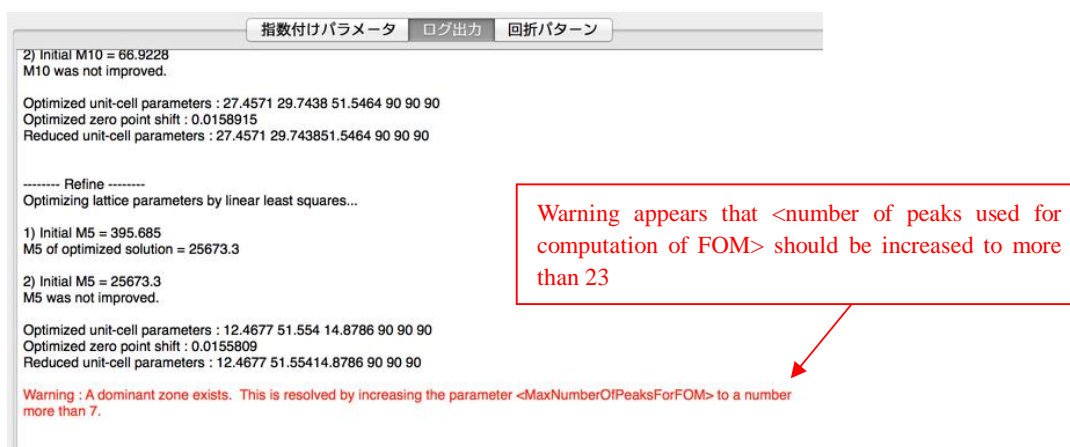 指数付けパラメータ ログ出力 回折パターン
2) Initial M10 = 66.9228
M10 was not improved.
Optimized unit-cell parameters : 27.4571 29.7438 51.5464 90 90 90
Optimized zero point shift : 0.0158915
Reduced unit-cell parameters : 27.4571 29.743851.5464 90 90 90
-------- Refine --------
Optimizing lattice parameters by linear least squares...
1) Initial M5 = 395.685
M5 of optimized solution = 25673.3
2) Initial M5 = 25673.3
M5 was not improved.
Optimized unit-cell parameters : 12.4677 51.554 14.8786 90 90 90
Optimized zero point shift : 0.0155809
Reduced unit-cell parameters : 12.4677 51.55414.8786 90 90 90
Warning : A dominant zone exists.  This is resolved by increasing the parameter <MaxNumberOfPeaksForFOM> to a number
more than 7.
Warning appears that <number of peaks used for
computation of FOM> should be increased to more
than 23